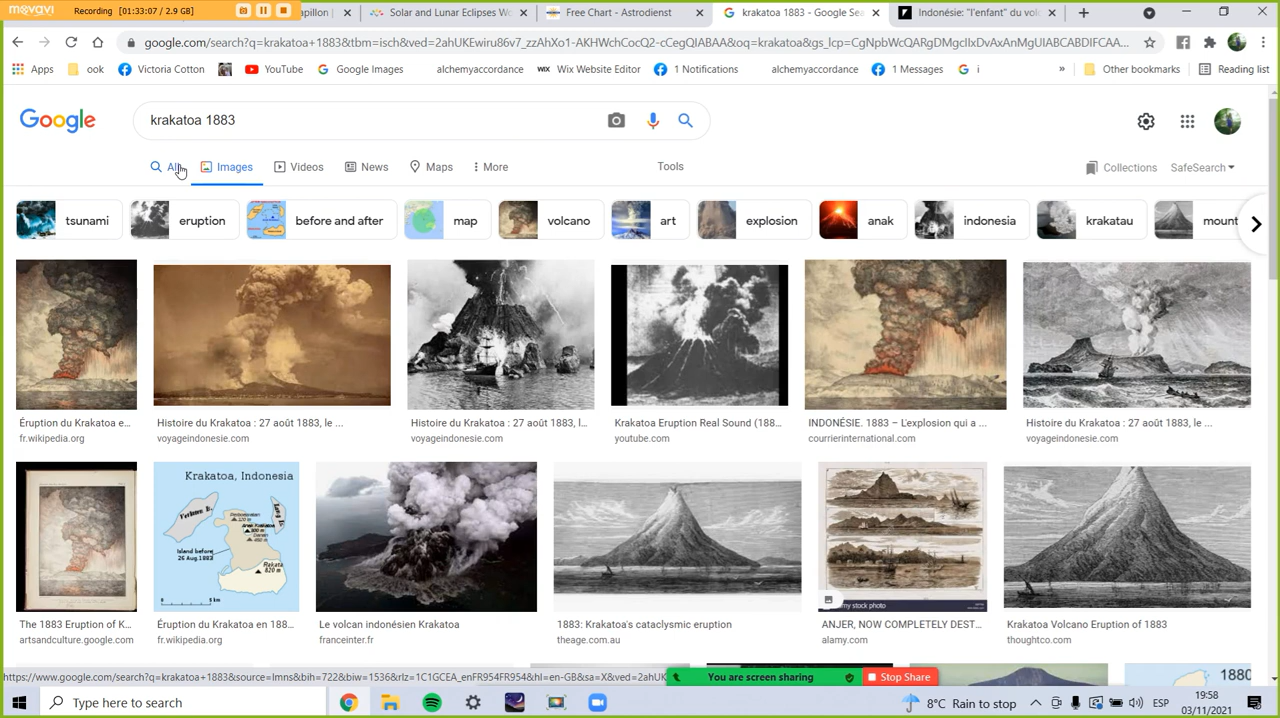 movavi Recording 01:33:07 / 2.9 GB
apillon
Solar and Lunar Eclipses Wo
Free Chart - Astrodienst
krakatoa 1883 - Google Sea
Indonésie: "l'enfant" du vol
google.com/search?q=krakatoa+1883&tbm=isch&ved=2ahUKEwiru86v7_zzAhXo1-AKHWchCocQ2-cCegQIABAA&oq=krakatoa&gs_lcp=CgNpbWcQARgDMgcIIxDvAxAnMgUIABCABDIFCAA...
Apps ook Victoria Cotton YouTube Google Images alchemyaccordance Wix Website Editor 1 Notifications alchemyaccordance 1 Messages i » Other bookmarks Reading list
Google krakatoa 1883
All Images Videos News Maps More Tools Collections SafeSearch
tsunami eruption before and after map volcano art explosion anak indonesia krakatau mount
Éruption du Krakatoa e...
fr.wikipedia.org
Histoire du Krakatoa : 27 août 1883, le ...
voyageindonesie.com
Histoire du Krakatoa : 27 août 1883, l...
voyageindonesie.com
Krakatoa Eruption Real Sound (188...
youtube.com
INDONÉSIE. 1883 – L'explosion qui a ...
courrierinternational.com
Histoire du Krakatoa : 27 août 1883, le ...
voyageindonesie.com
Krakatoa, Indonesia
Island before
26 Aug.1883
Rakata
820 m
alamy stock photo
The 1883 Eruption of K...
artsandculture.google.com
Éruption du Krakatoa en 188...
fr.wikipedia.org
Le volcan indonésien Krakatoa
franceinter.fr
1883: Krakatoa's cataclysmic eruption
theage.com.au
ANJER, NOW COMPLETELY DEST...
alamy.com
Krakatoa Volcano Eruption of 1883
thoughtco.com
https://www.google.com/search?q=krakatoa+1883&source=lmns&bih=722&biw=1536&rlz=1C1GCEA_enFR954FR954&hl=en-GB&sa=X&ved=2ahUK
You are screen sharing Stop Share
1880
Type here to search
8°C Rain to stop
ESP
19:58
03/11/2021